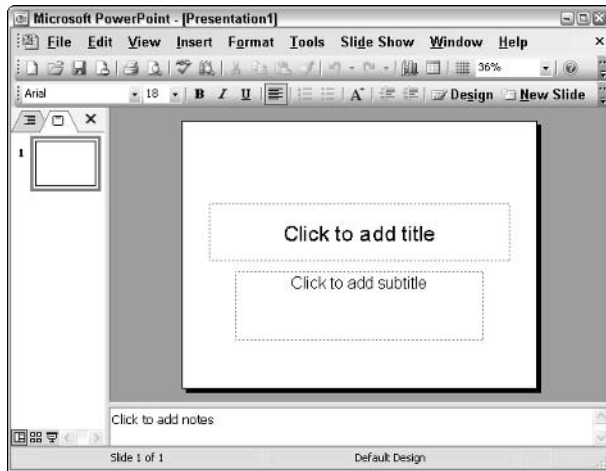 Microsoft PowerPoint - [Presentation1]
File Edit View Insert Format Tools Slide Show Window Help
36%
Arial 18 B I U A Design New Slide
1
Click to add title
Click to add subtitle
Click to add notes
Slide 1 of 1 Default Design